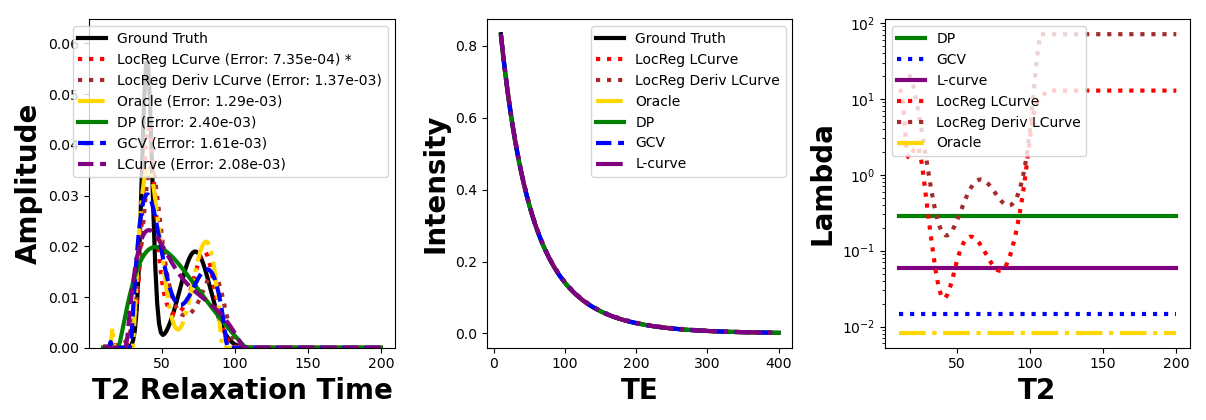 Amplitude
0.06
0.05
0.04
0.03
0.02
0.01
0.00
Ground Truth
LocReg LCurve (Error: 7.35e-04) *
LocReg Deriv LCurve (Error: 1.37e-03)
Oracle (Error: 1.29e-03)
DP (Error: 2.40e-03)
GCV (Error: 1.61e-03)
LCurve (Error: 2.08e-03)
50 100 150 200
T2 Relaxation Time
Intensity
0.8
0.6
0.4
0.2
0.0
Ground Truth
LocReg LCurve
LocReg Deriv LCurve
Oracle
DP
GCV
L-curve
0 100 200 300 400
TE
Lambda
10²
10¹
10⁰
10⁻¹
10⁻²
DP
GCV
L-curve
LocReg LCurve
LocReg Deriv LCurve
Oracle
50 100 150 200
T2